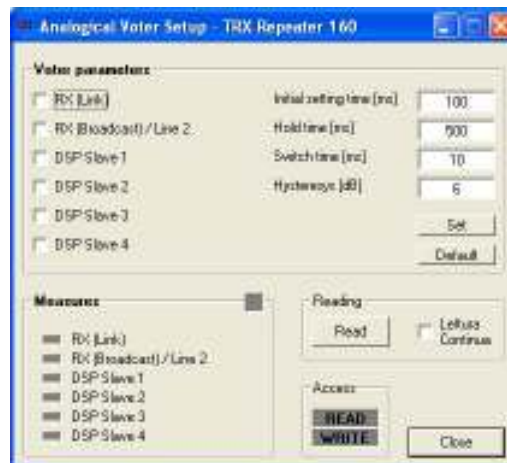 Analogical Voter Setup - TRX Repeater 160
Voter parameters
RX (Link)
RX (Broadcast) / Line 2
DSP Slave 1
DSP Slave 2
DSP Slave 3
DSP Slave 4
Initial setting time [ms] 100
Hold time [ms] 500
Switch time [ms] 10
Hysteresys [dB] 6
Set
Default
Measures
RX (Link)
RX (Broadcast) / Line 2
DSP Slave 1
DSP Slave 2
DSP Slave 3
DSP Slave 4
Reading
Read
Lettura
Continua
Access
READ
WRITE
Close